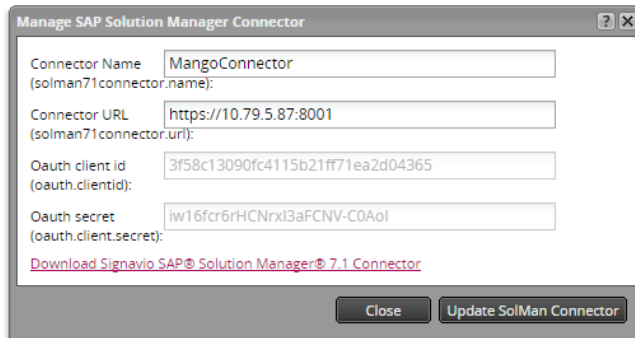 Manage SAP Solution Manager Connector
Connector Name
(solman71connector.name):
MangoConnector
Connector URL
(solman71connector.url):
https://10.79.5.87:8001
Oauth client id
(oauth.clientid):
3f58c13090fc4115b21ff71ea2d04365
Oauth secret
(oauth.client.secret):
iw16fcr6rHCNrxI3aFCNV-C0AoI
Download Signavio SAP® Solution Manager® 7.1 Connector
Close
Update SolMan Connector